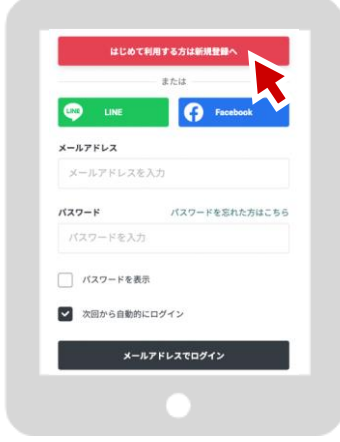 はじめて利用する方は新規登録へ
または
LINE LINE
Facebook
メールアドレス
メールアドレスを入力
パスワード
パスワードを忘れた方はこちら
パスワードを入力
パスワードを表示
次回から自動的にログイン
メールアドレスでログイン